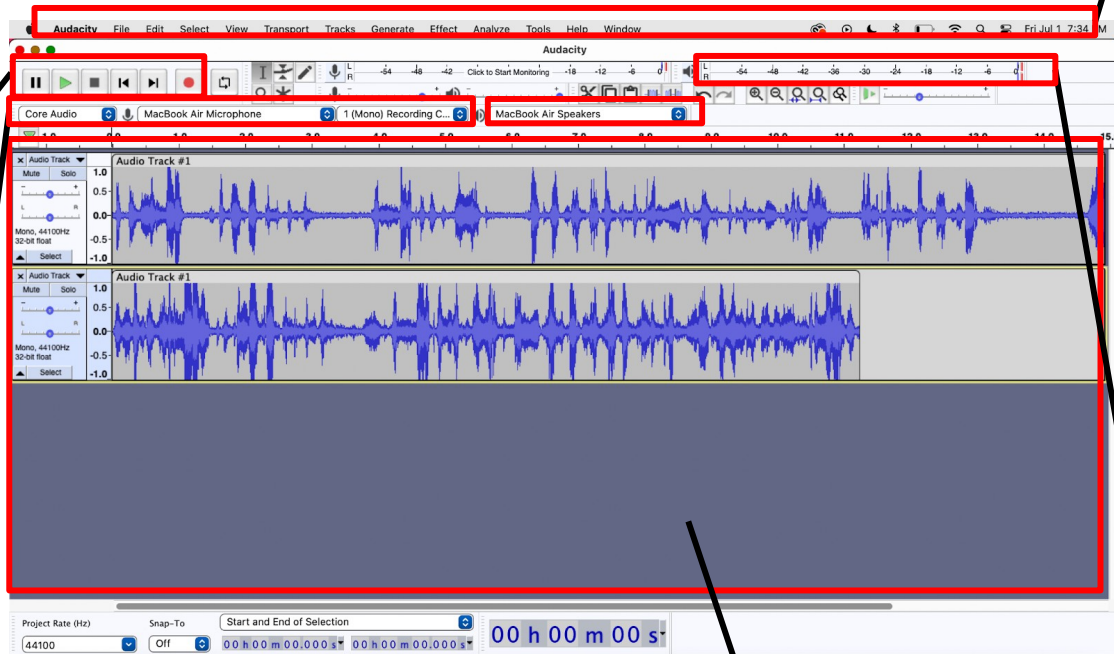 Audacity File Edit Select View Transport Tracks Generate Effect Analyze Tools Help Window Fri Jul 1 7:34 M
Audacity
L R -54 -48 -42 Click to Start Monitoring -18 -12 -6 0 L R -54 -48 -42 -36 -30 -24 -18 -12 -6 0
Core Audio MacBook Air Microphone 1 (Mono) Recording C... MacBook Air Speakers
1.0 0.0 1.0 2.0 3.0 4.0 5.0 6.0 7.0 8.0 9.0 10.0 11.0 12.0 13.0 14.0 15.
Audio Track Audio Track #1
Mute Solo 1.0
- + 0.5
L R 0.0
Mono, 44100Hz
32-bit float -0.5
Select -1.0
Audio Track Audio Track #1
Mute Solo 1.0
- + 0.5
L R 0.0
Mono, 44100Hz
32-bit float -0.5
Select -1.0
Project Rate (Hz) Snap-To Start and End of Selection
44100 Off 00 h 00 m 00.000 s 00 h 00 m 00.000 s 00 h 00 m 00 s